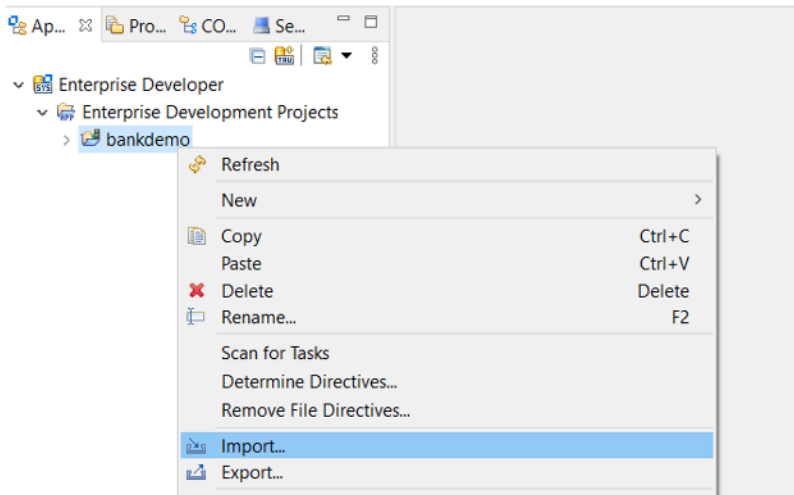 Ap... Pro... CO... Se...
Enterprise Developer
Enterprise Development Projects
bankdemo
Refresh
New
Copy Ctrl+C
Paste Ctrl+V
Delete Delete
Rename... F2
Scan for Tasks
Determine Directives...
Remove File Directives...
Import...
Export...